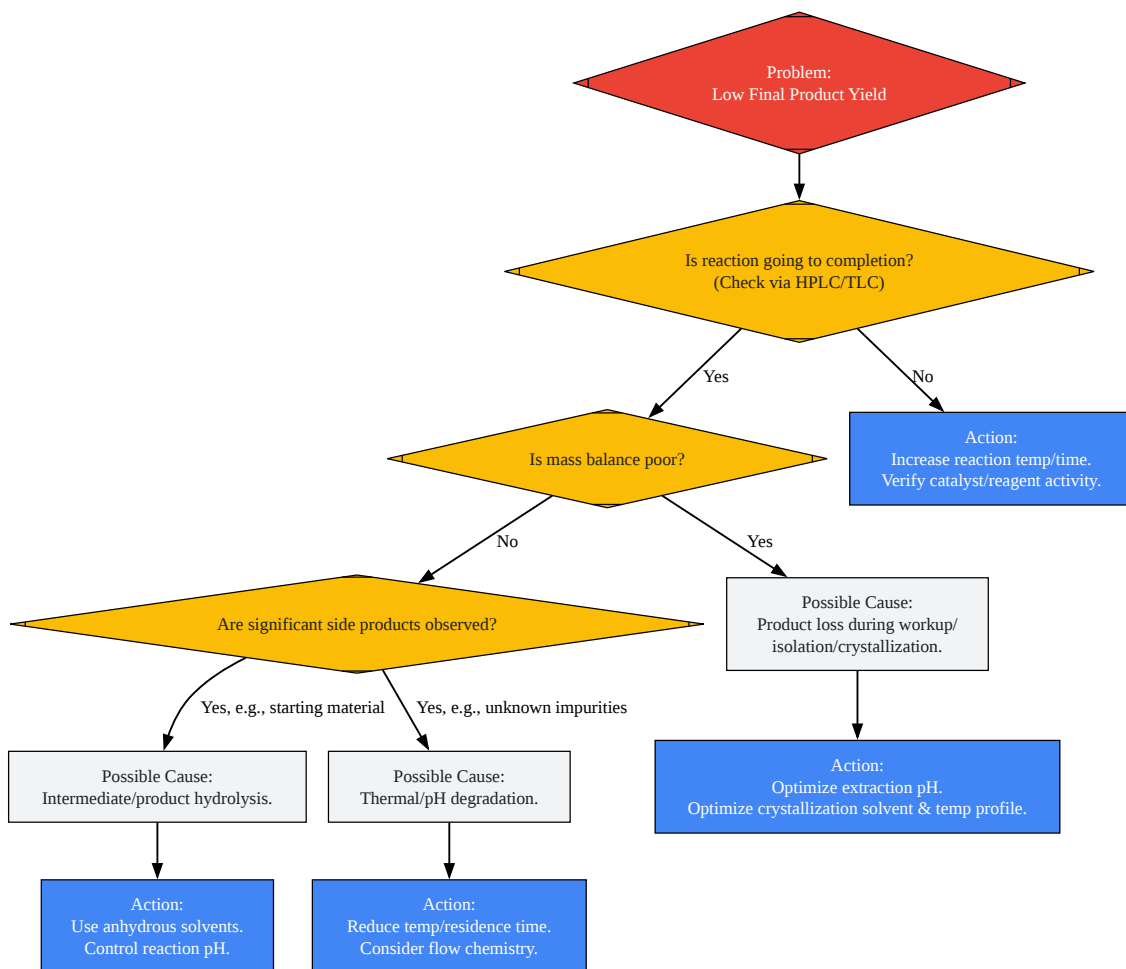 Problem:
Low Final Product Yield
Is reaction going to completion?
(Check via HPLC/TLC)
Yes
No
Is mass balance poor?
Action:
Increase reaction temp/time.
Verify catalyst/reagent activity.
No
Yes
Are significant side products observed?
Possible Cause:
Product loss during workup/
isolation/crystallization.
Yes, e.g., starting material
Yes, e.g., unknown impurities
Possible Cause:
Intermediate/product hydrolysis.
Possible Cause:
Thermal/pH degradation.
Action:
Optimize extraction pH.
Optimize crystallization solvent & temp profile.
Action:
Use anhydrous solvents.
Control reaction pH.
Action:
Reduce temp/residence time.
Consider flow chemistry.